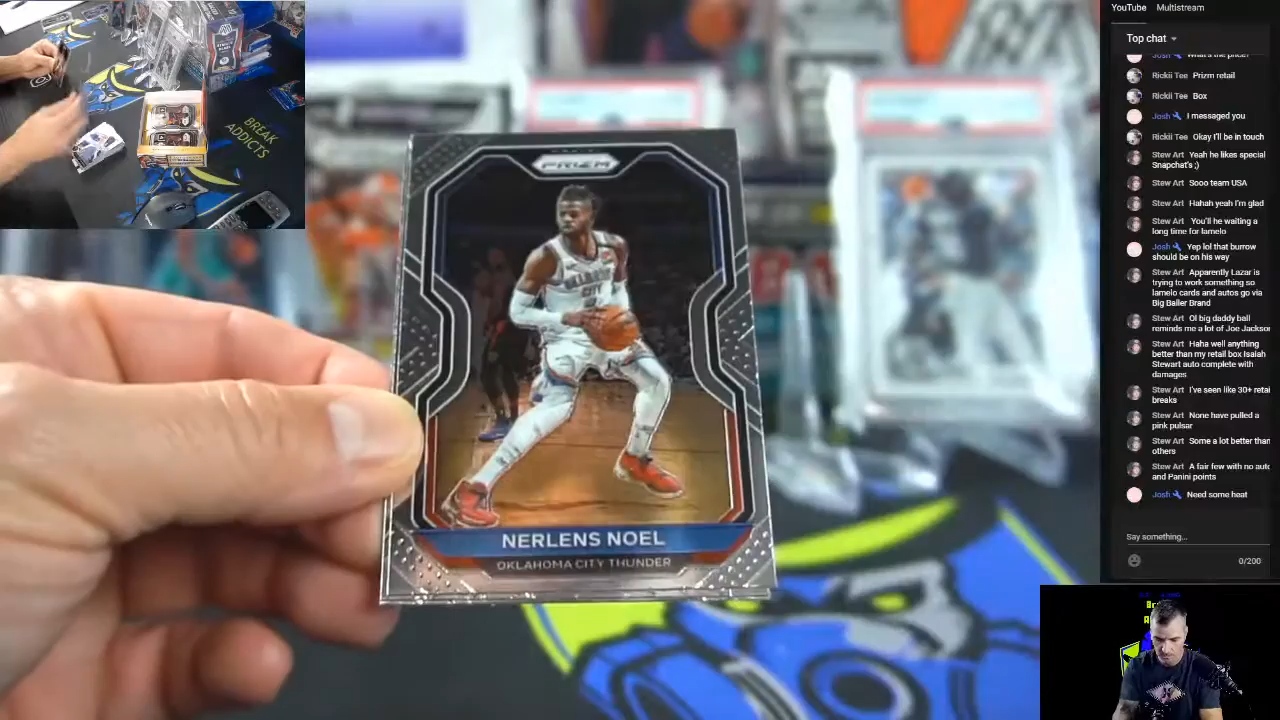 YouTube Multistream
Top chat
Josh What's the price?
Rickii Tee Prizm retail
Rickii Tee Box
Josh I messaged you
Rickii Tee Okay I'll be in touch
Stew Art Yeah he likes special
Snapchat's ;)
Stew Art Sooo team USA
Stew Art Hahah yeah I'm glad
Stew Art You'll he waiting a
long time for lamelo
Josh Yep lol that burrow
should be on his way
Stew Art Apparently Lazar is
trying to work something so
lamelo cards and autos go via
Big Baller Brand
Stew Art Ol big daddy ball
reminds me a lot of Joe Jackson
Stew Art Haha well anything
better than my retail box Isaiah
Stewart auto complete with
damages
Stew Art I've seen like 30+ retai
breaks
Stew Art None have pulled a
pink pulsar
Stew Art Some a lot better than
others
Stew Art A fair few with no auto
and Panini points
Josh Need some heat
Say something...
0/200
BREAK
ADDICTS
PRIZM
CITY
NERLENS NOEL
OKLAHOMA CITY THUNDER